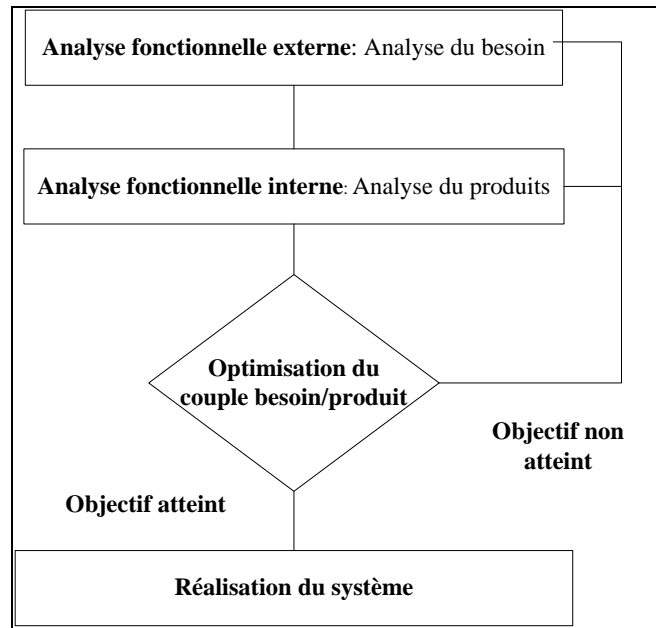 Analyse fonctionnelle externe: Analyse du besoin
Analyse fonctionnelle interne: Analyse du produits
Optimisation du
couple besoin/produit
Objectif non
atteint
Objectif atteint
Réalisation du système